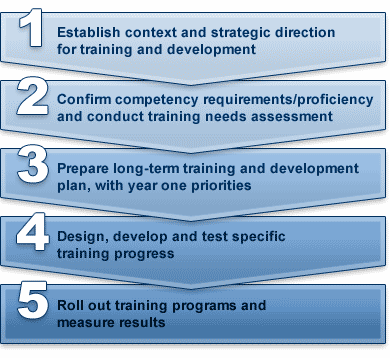 1
Establish context and strategic direction
for training and development
2
Confirm competency requirements/proficiency
and conduct training needs assessment
3
Prepare long-term training and development
plan, with year one priorities
4
Design, develop and test specific
training progress
5
Roll out training programs and
measure results